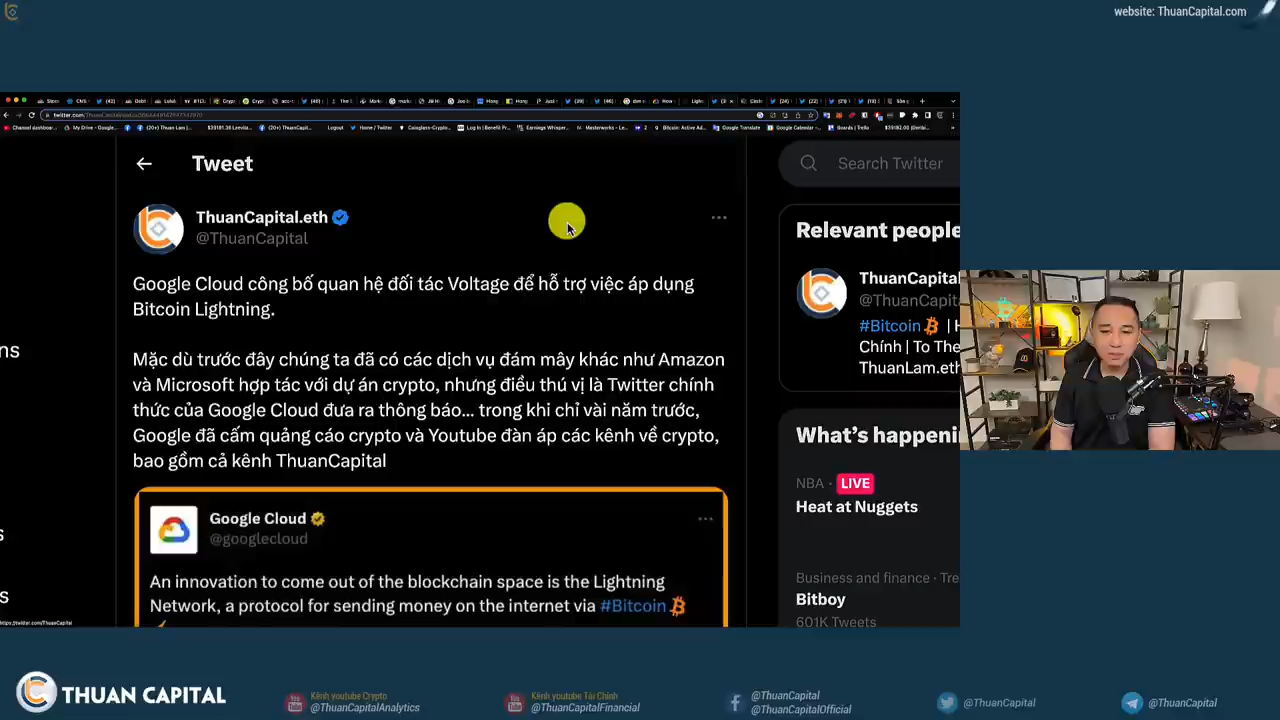 website: ThuanCapital.com
Tweet
Search Twitter
ThuanCapital.eth
@ThuanCapital
Google Cloud công bố quan hệ đối tác Voltage để hỗ trợ việc áp dụng
Bitcoin Lightning.
Mặc dù trước đây chúng ta đã có các dịch vụ đám mây khác như Amazon
và Microsoft hợp tác với dự án crypto, nhưng điều thú vị là Twitter chính
thức của Google Cloud đưa ra thông báo... trong khi chỉ vài năm trước,
Google đã cấm quảng cáo crypto và Youtube đàn áp các kênh về crypto,
bao gồm cả kênh ThuanCapital
Google Cloud
@googlecloud
An innovation to come out of the blockchain space is the Lightning
Network, a protocol for sending money on the internet via #Bitcoin
Relevant people
ThuanCapital
@ThuanCapita
#Bitcoin | H
Chính | To The
ThuanLam.eth
What's happeni
NBA · LIVE
Heat at Nuggets
Business and finance · Tre
Bitboy
601K Tweets
ns
s
s
THUAN CAPITAL
Kênh youtube Crypto
@ThuanCapitalAnalytics
Kênh youtube Tài Chính
@ThuanCapitalFinancial
@ThuanCapital
@ThuanCapitalOfficial
@ThuanCapital
@ThuanCapital